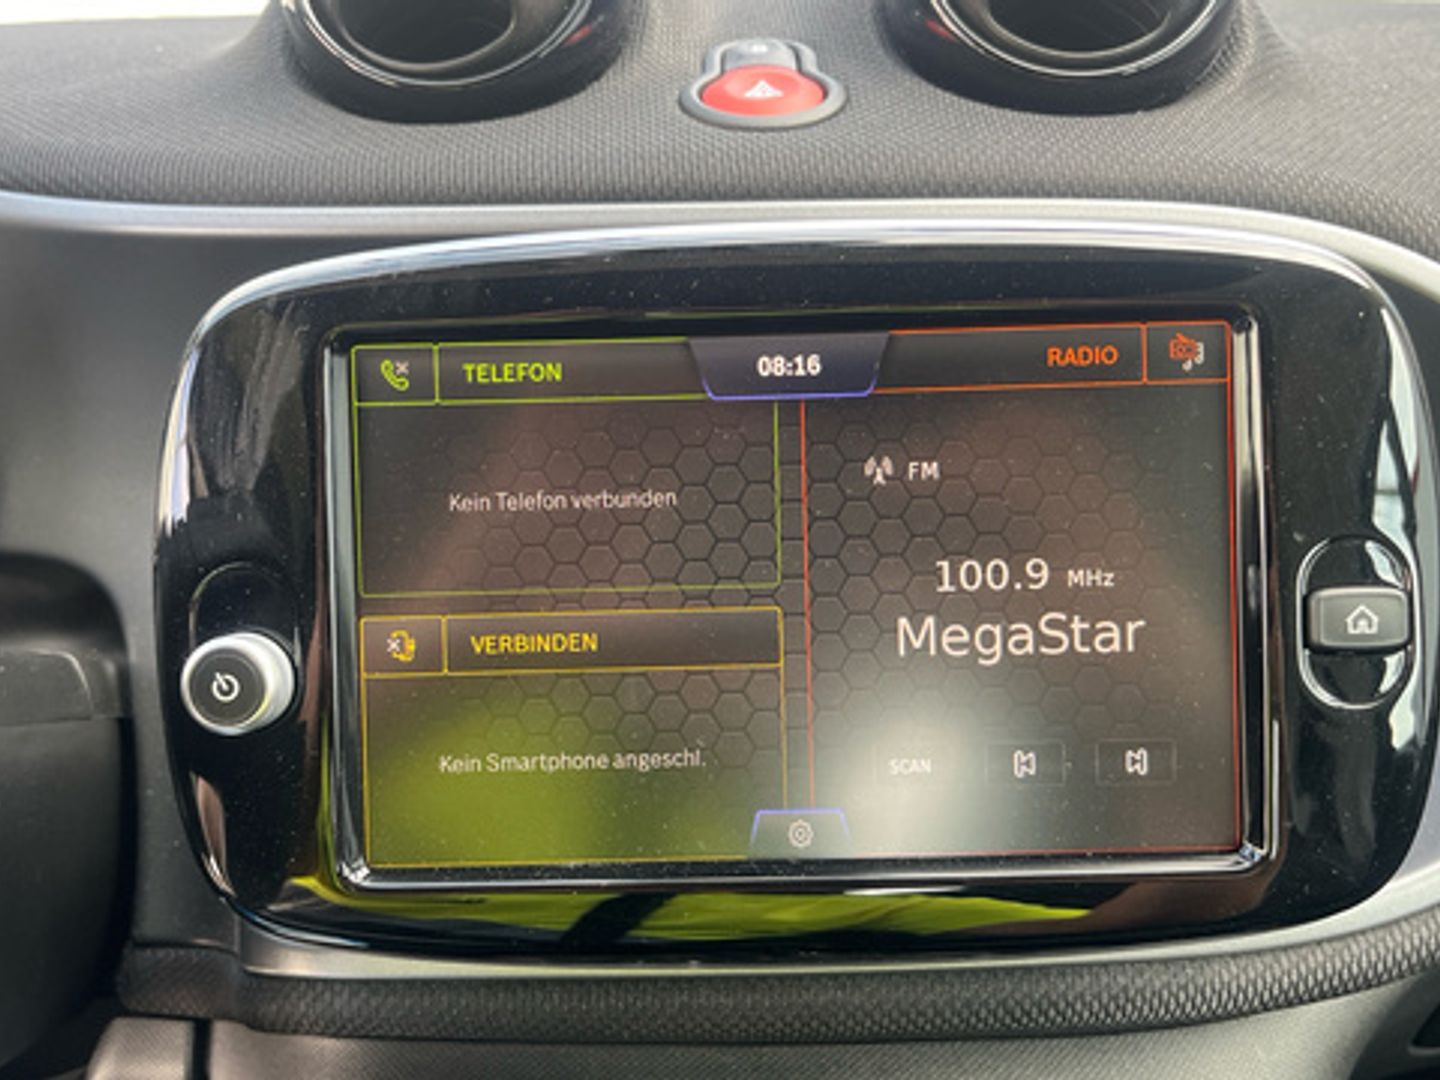 TELEFON
08:16
RADIO
Kein Telefon verbunden
FM
100.9 MHz
MegaStar
VERBINDEN
Kein Smartphone angeschl.
SCAN